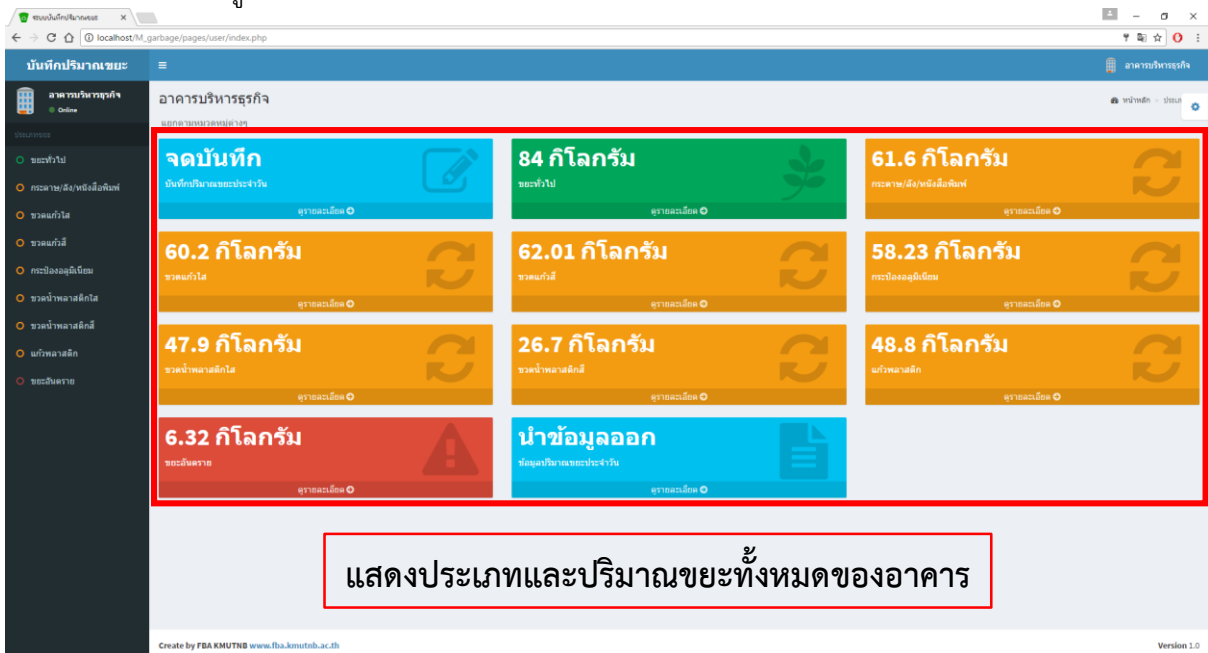 ระบบบันทึกปริมาณขยะ
localhost/M_garbage/pages/user/index.php
บันทึกปริมาณขยะ
อาคารบริหารธุรกิจ
อาคารบริหารธุรกิจ
Online
อาคารบริหารธุรกิจ
แยกตามหมวดหมู่ต่างๆ
หน้าหลัก >
ประเภทขยะ
ขยะทั่วไป
กระดาษ/ลัง/หนังสือพิมพ์
ขวดแก้วใส
ขวดแก้วสี
กระป๋องอลูมิเนียม
ขวดน้ำพลาสติกใส
ขวดน้ำพลาสติกสี
แก้วพลาสติก
ขยะอันตราย
จดบันทึก
บันทึกปริมาณขยะประจำวัน
ดูรายละเอียด
84 กิโลกรัม
ขยะทั่วไป
ดูรายละเอียด
61.6 กิโลกรัม
กระดาษ/ลัง/หนังสือพิมพ์
ดูรายละเอียด
60.2 กิโลกรัม
ขวดแก้วใส
ดูรายละเอียด
62.01 กิโลกรัม
ขวดแก้วสี
ดูรายละเอียด
58.23 กิโลกรัม
กระป๋องอลูมิเนียม
ดูรายละเอียด
47.9 กิโลกรัม
ขวดน้ำพลาสติกใส
ดูรายละเอียด
26.7 กิโลกรัม
ขวดน้ำพลาสติกสี
ดูรายละเอียด
48.8 กิโลกรัม
แก้วพลาสติก
ดูรายละเอียด
6.32 กิโลกรัม
ขยะอันตราย
ดูรายละเอียด
นำข้อมูลออก
ข้อมูลปริมาณขยะประจำวัน
ดูรายละเอียด
แสดงประเภทและปริมาณขยะทั้งหมดของอาคาร
Create by FBA KMUTNB www.fba.kmutnb.ac.th
Version 1.0